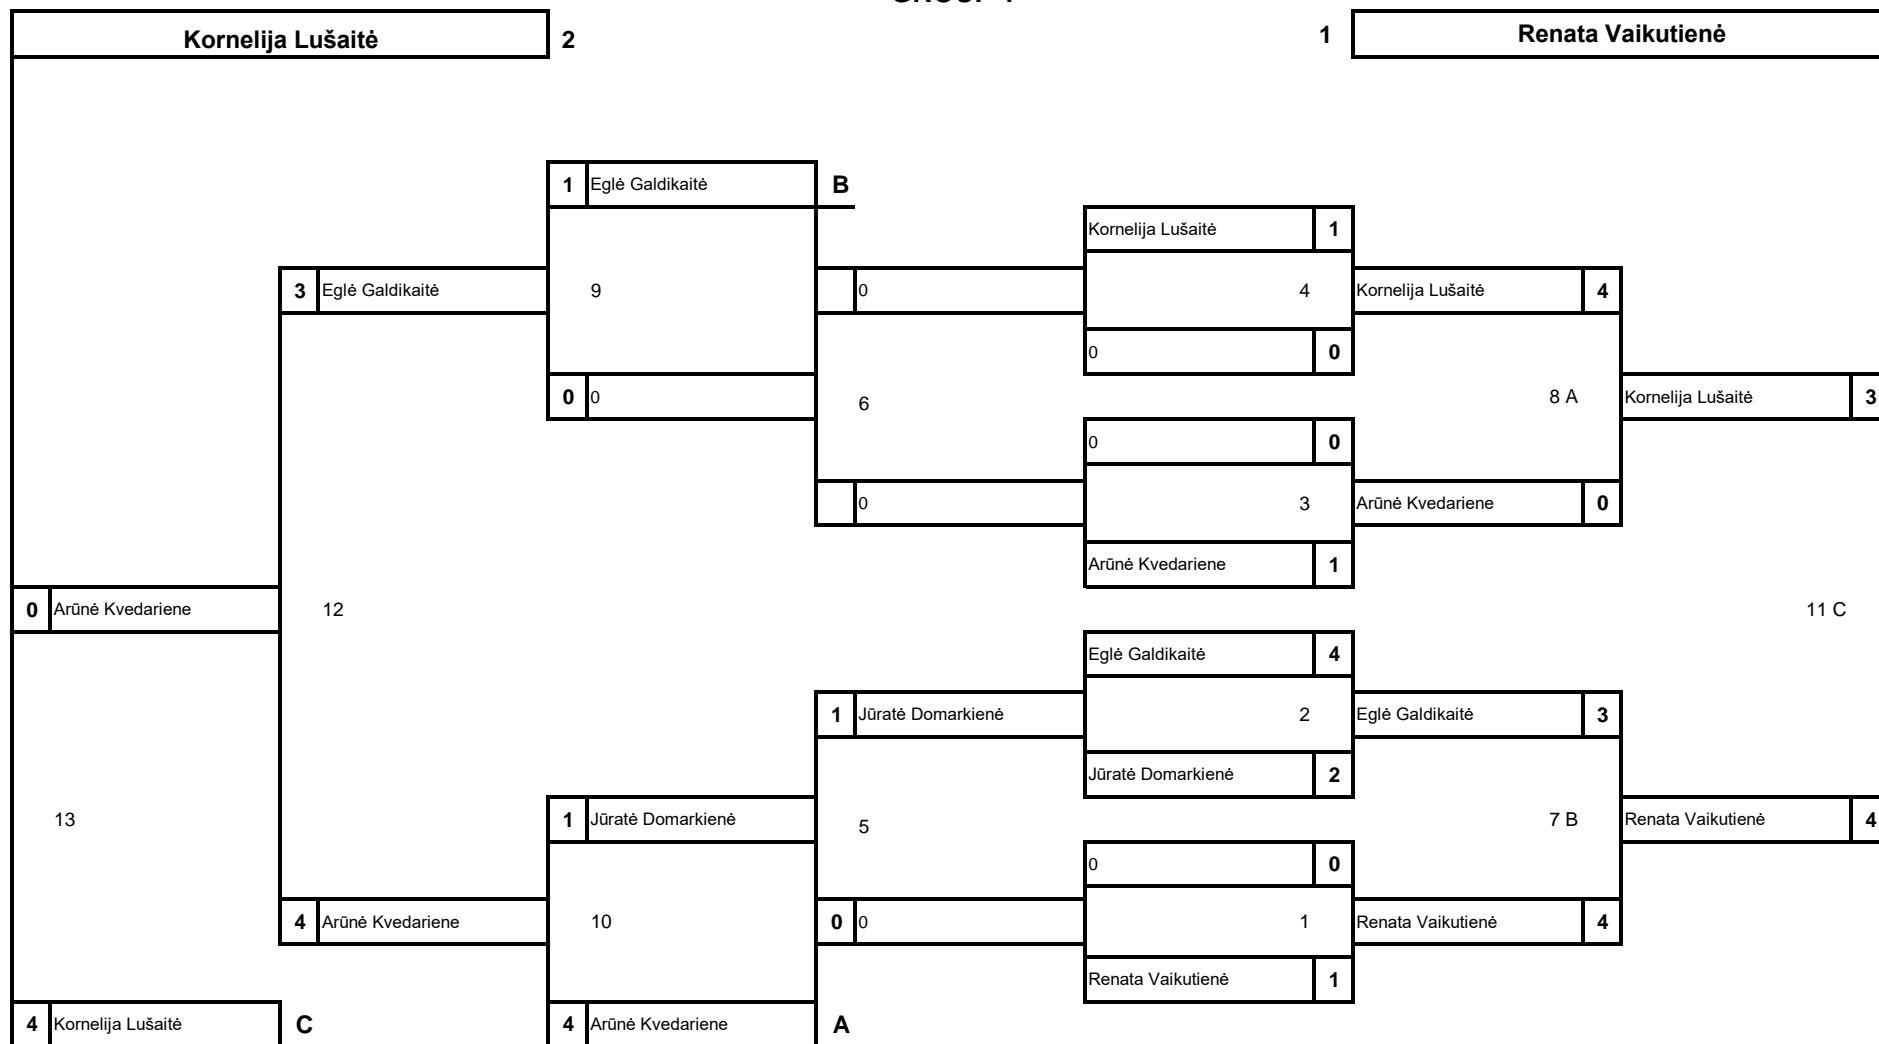 Kornelija Lušaitė 2 1 Renata Vaikutienė
1 Eglė Galdikaitė B
Kornelija Lušaitė 1
3 Eglė Galdikaitė 9 0 4 Kornelija Lušaitė 4
0 0
0 0 6 8 A Kornelija Lušaitė 3
0 0
0 3 Arūnė Kvedariene 0
Arūnė Kvedariene 1
0 Arūnė Kvedariene 12 11 C
Eglė Galdikaitė 4
1 Jūratė Domarkienė 2 Eglė Galdikaitė 3
Jūratė Domarkienė 2
13 1 Jūratė Domarkienė 5 7 B Renata Vaikutienė 4
0 0
4 Arūnė Kvedariene 10 0 0 1 Renata Vaikutienė 4
Renata Vaikutienė 1
4 Kornelija Lušaitė C 4 Arūnė Kvedariene A